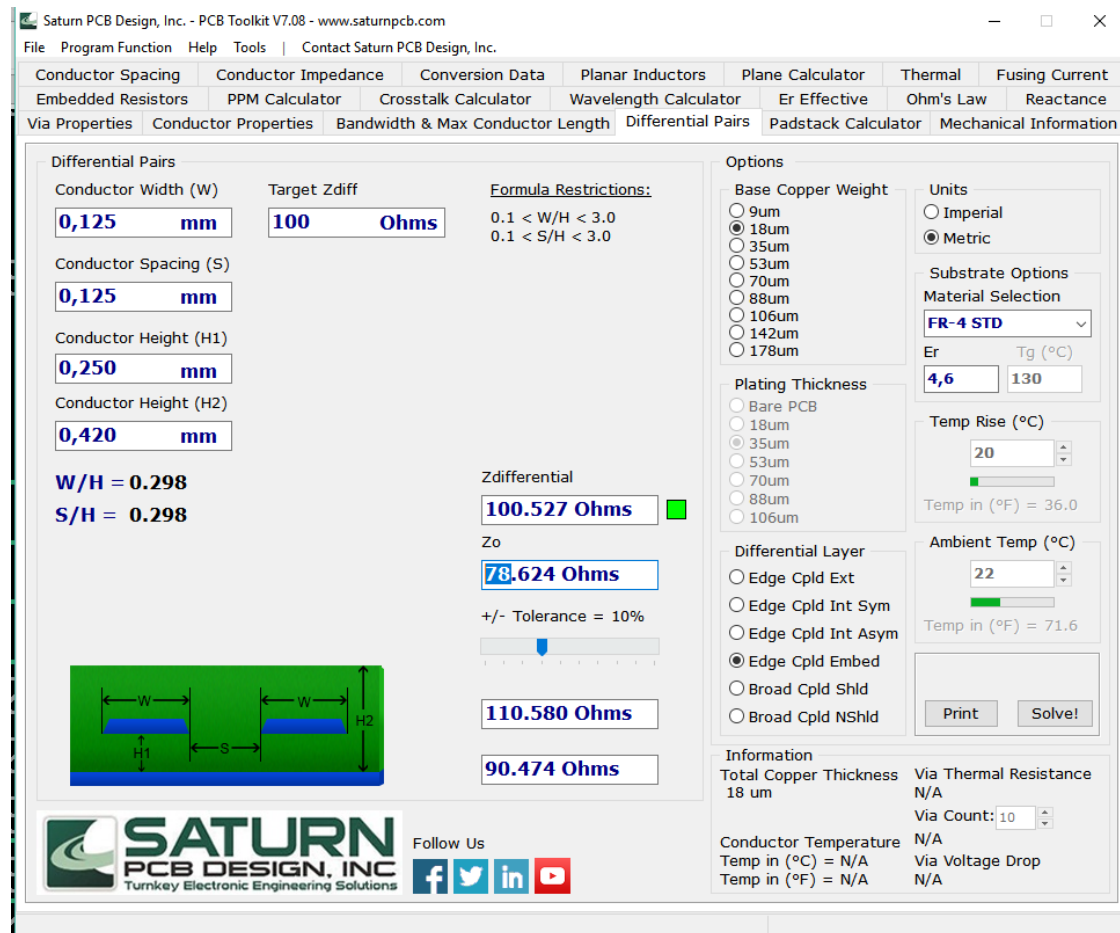 Saturn PCB Design, Inc. - PCB Toolkit V7.08 - www.saturnpcb.com
File Program Function Help Tools | Contact Saturn PCB Design, Inc.
Conductor Spacing Conductor Impedance Conversion Data Planar Inductors Plane Calculator Thermal Fusing Current
Embedded Resistors PPM Calculator Crosstalk Calculator Wavelength Calculator Er Effective Ohm's Law Reactance
Via Properties Conductor Properties Bandwidth & Max Conductor Length Differential Pairs Padstack Calculator Mechanical Information
Differential Pairs
Conductor Width (W)
0,125 mm
Target Zdiff
100 Ohms
Formula Restrictions:
0.1 < W/H < 3.0
0.1 < S/H < 3.0
Conductor Spacing (S)
0,125 mm
Conductor Height (H1)
0,250 mm
Conductor Height (H2)
0,420 mm
W/H = 0.298
S/H = 0.298
Zdifferential
100.527 Ohms
Zo
78.624 Ohms
+/- Tolerance = 10%
110.580 Ohms
90.474 Ohms
W W
H2
H1 S
SATURN
PCB DESIGN, INC
Turnkey Electronic Engineering Solutions
Follow Us
f in
Options
Base Copper Weight
9um
18um
35um
53um
70um
88um
106um
142um
178um
Plating Thickness
Bare PCB
18um
35um
53um
70um
88um
106um
Differential Layer
Edge Cpld Ext
Edge Cpld Int Sym
Edge Cpld Int Asym
Edge Cpld Embed
Broad Cpld Shld
Broad Cpld NShld
Units
Imperial
Metric
Substrate Options
Material Selection
FR-4 STD
Er Tg (°C)
4,6 130
Temp Rise (°C)
20
Temp in (°F) = 36.0
Ambient Temp (°C)
22
Temp in (°F) = 71.6
Print Solve!
Information
Total Copper Thickness
18 um
Conductor Temperature
Temp in (°C) = N/A
Temp in (°F) = N/A
Via Thermal Resistance
N/A
Via Count: 10
N/A
Via Voltage Drop
N/A